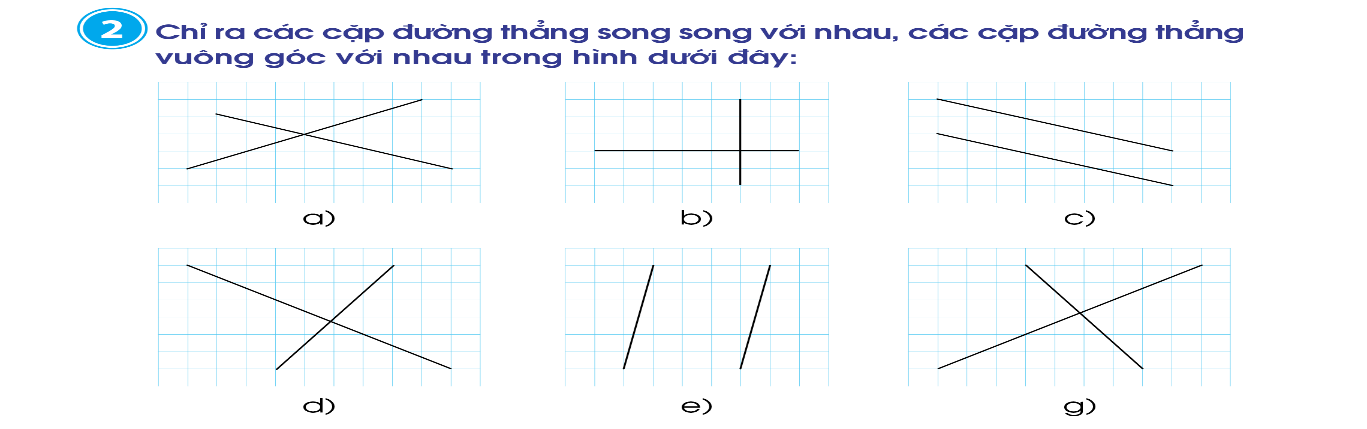 2 Chỉ ra các cặp đường thẳng song song với nhau, các cặp đường thẳng
vuông góc với nhau trong hình dưới đây:
a) b) c)
d) e) g)